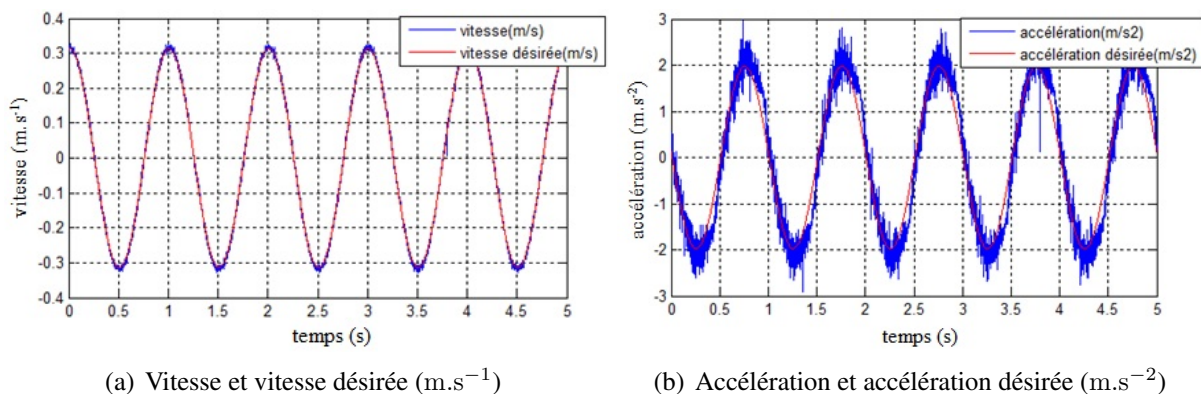 0.4
0.3
0.2
0.1
0
-0.1
-0.2
-0.3
-0.4
vitesse (m.s⁻¹)
vitesse(m/s)
vitesse désirée(m/s)
0 0.5 1 1.5 2 2.5 3 3.5 4 4.5 5
temps (s)
3
2
1
0
-1
-2
-3
accélération (m.s⁻²)
accélération(m/s2)
accélération désirée(m/s2)
0 0.5 1 1.5 2 2.5 3 3.5 4 4.5 5
temps (s)
(a) Vitesse et vitesse désirée (m.s⁻¹)
(b) Accélération et accélération désirée (m.s⁻²)